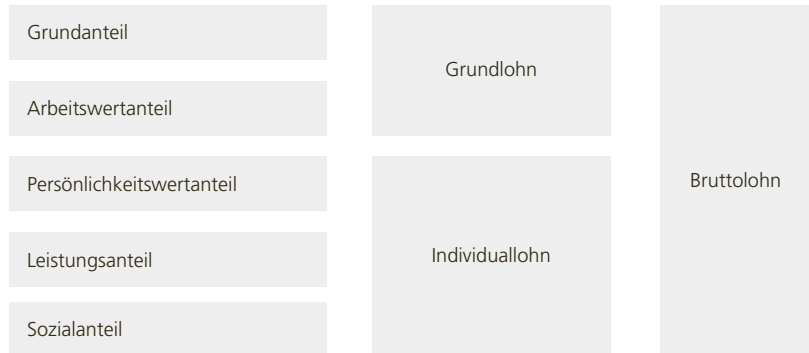 Grundanteil
Arbeitswertanteil
Persönlichkeitswertanteil
Leistungsanteil
Sozialanteil
Grundlohn
Individuallohn
Bruttolohn